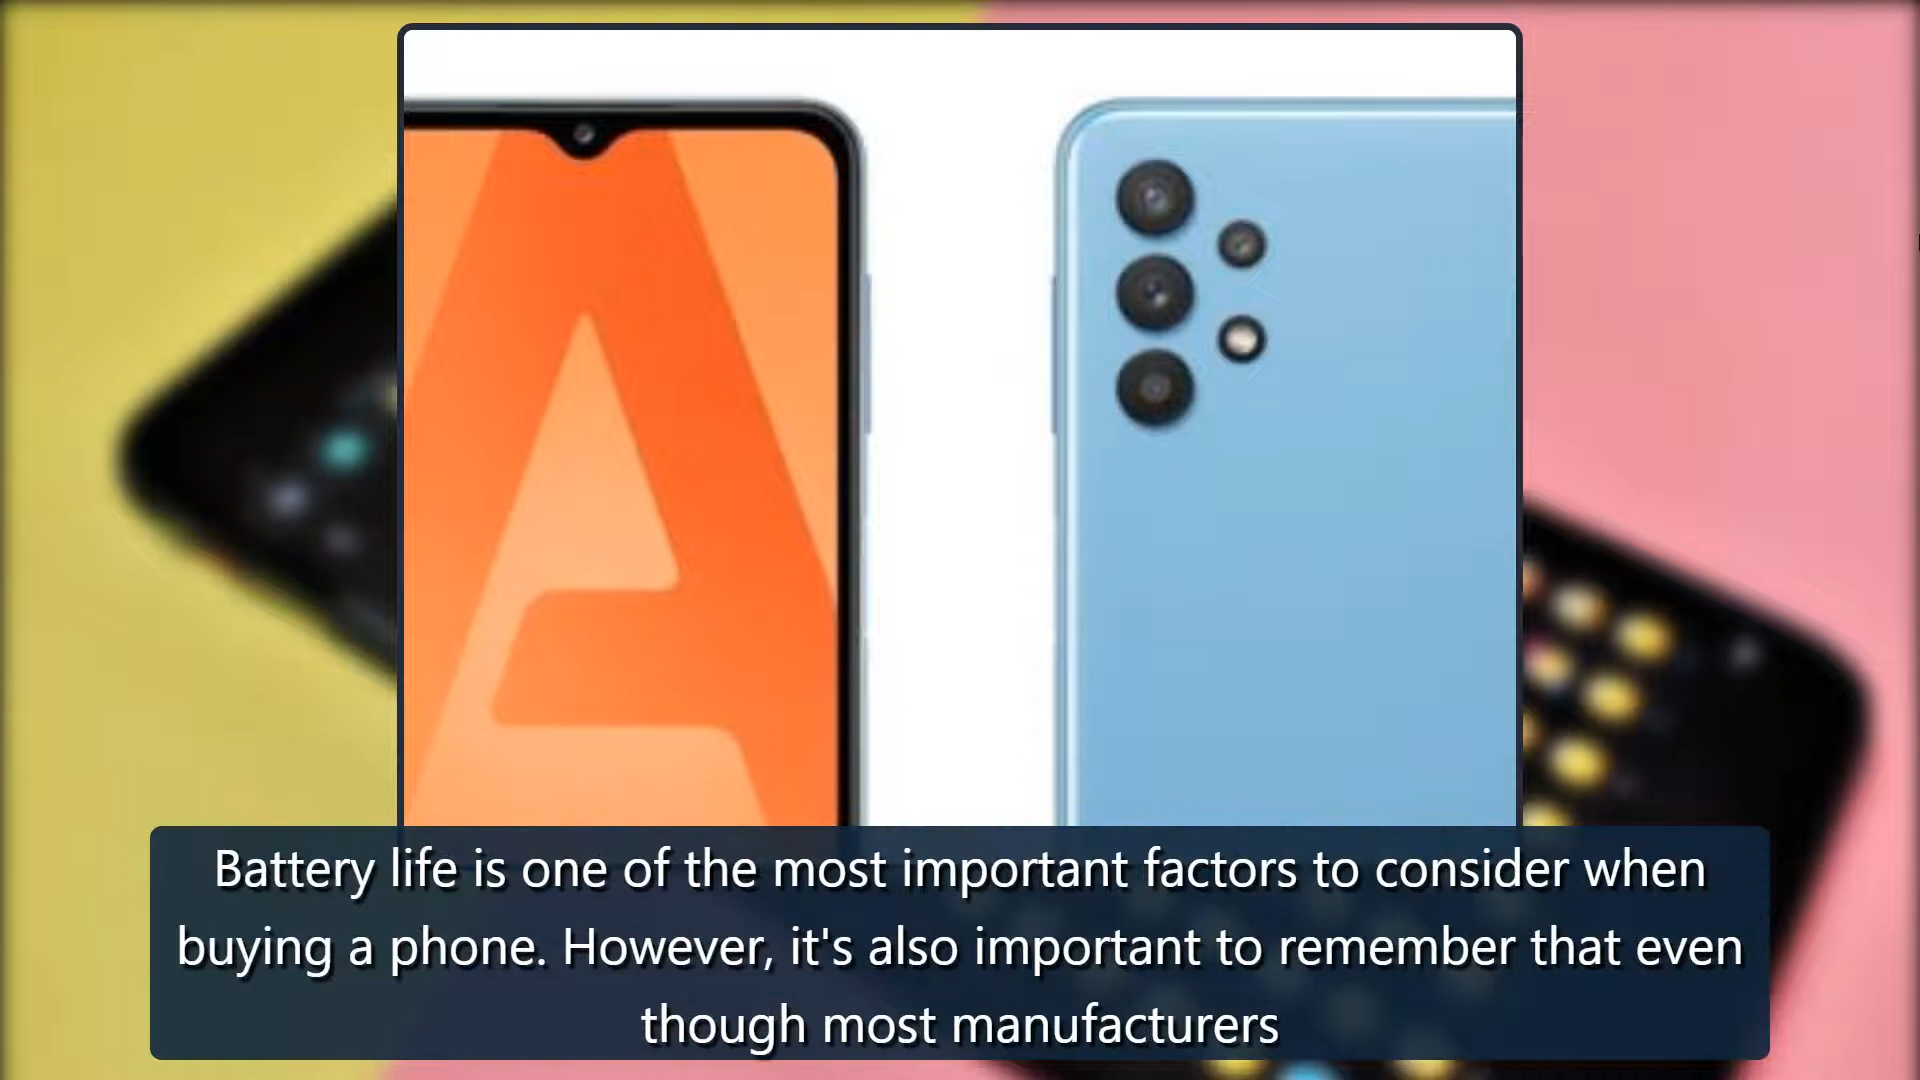 Battery life is one of the most important factors to consider when
buying a phone. However, it's also important to remember that even
though most manufacturers